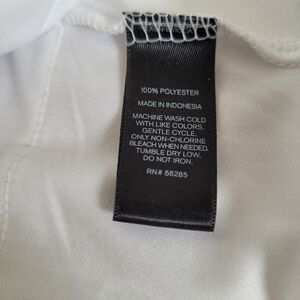 100% POLYESTER
MADE IN INDONESIA
MACHINE WASH COLD
WITH LIKE COLORS.
GENTLE CYCLE.
ONLY NON-CHLORINE
BLEACH WHEN NEEDED.
TUMBLE DRY LOW,
DO NOT IRON.
RN# 55285